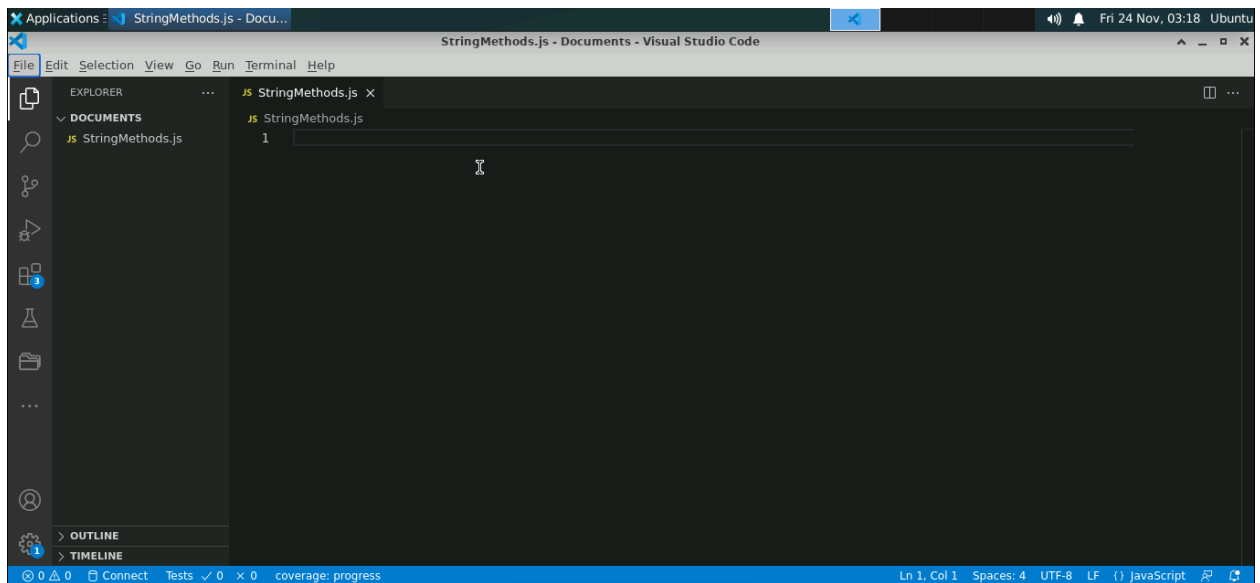 Applications StringMethods.js - Docu... Fri 24 Nov, 03:18 Ubuntu
StringMethods.js - Documents - Visual Studio Code
File Edit Selection View Go Run Terminal Help
EXPLORER ... JS StringMethods.js
DOCUMENTS JS StringMethods.js
JS StringMethods.js 1
3
OUTLINE
1
TIMELINE
0 0 Connect Tests 0 0 coverage: progress Ln 1, Col 1 Spaces: 4 UTF-8 LF {} JavaScript